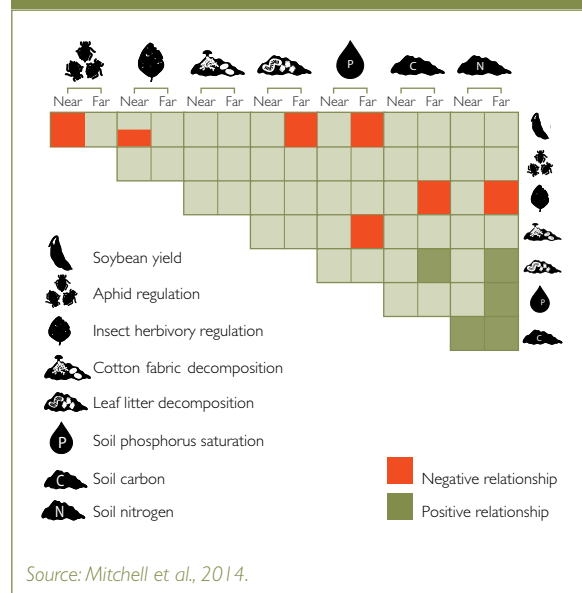 P C N
Near Far Near Far Near Far Near Far Near Far Near Far Near Far
P
C
Soybean yield
Aphid regulation
Insect herbivory regulation
Cotton fabric decomposition
Leaf litter decomposition
P Soil phosphorus saturation
C Soil carbon
N Soil nitrogen
Negative relationship
Positive relationship
Source: Mitchell et al., 2014.